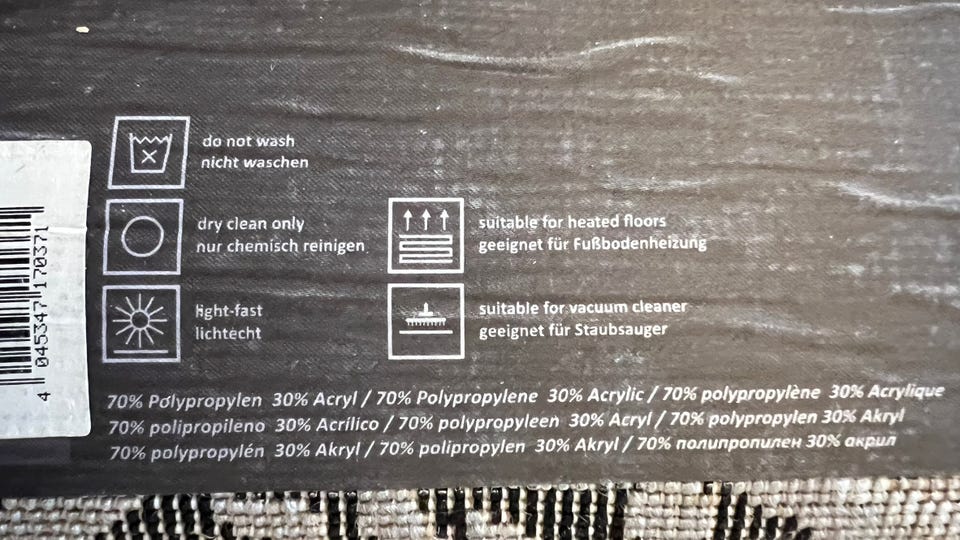 do not wash
nicht waschen
dry clean only
nur chemisch reinigen
light-fast
lichtecht
suitable for heated floors
geeignet für Fußbodenheizung
suitable for vacuum cleaner
geeignet für Staubsauger
4 045347 170371
70% Polypropylen 30% Acryl / 70% Polypropylene 30% Acrylic / 70% polypropylène 30% Acrylique
70% polipropileno 30% Acrílico / 70% polypropyleen 30% Acryl / 70% polypropylen 30% Akryl
70% polypropylén 30% Akryl / 70% polipropylen 30% Akryl / 70% полипропилен 30% акрил